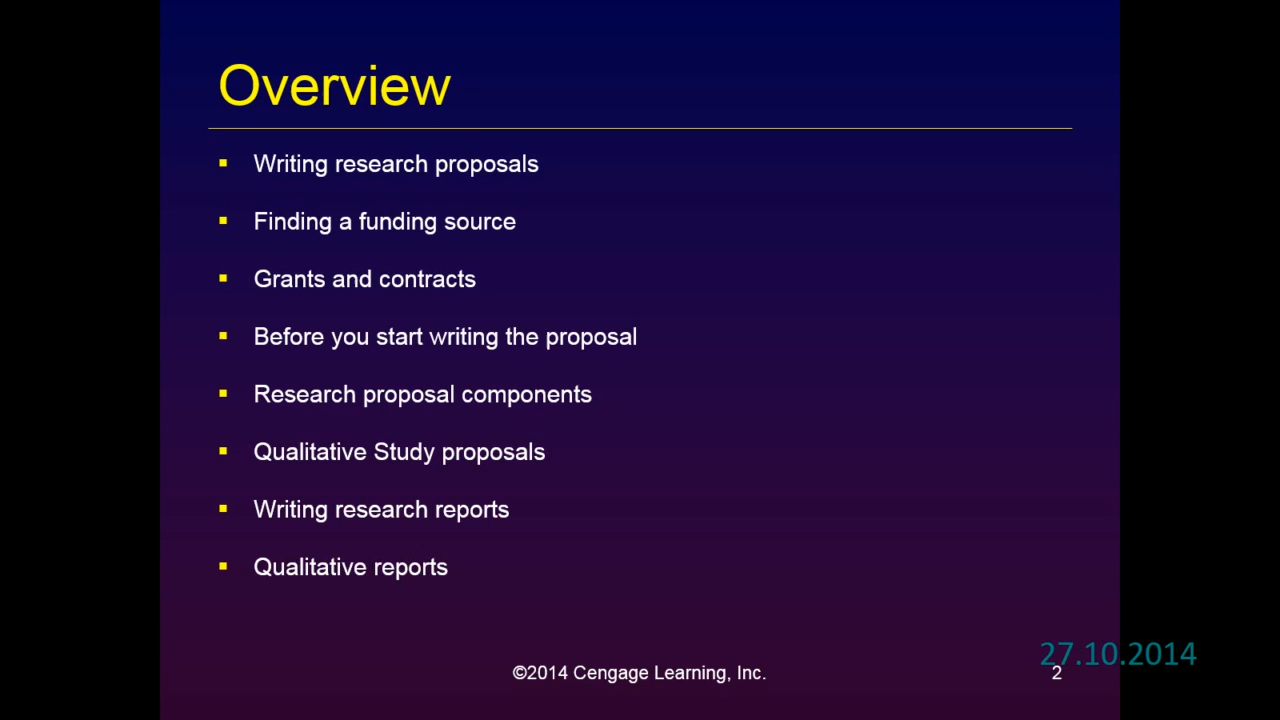 Overview
▪ Writing research proposals
▪ Finding a funding source
▪ Grants and contracts
▪ Before you start writing the proposal
▪ Research proposal components
▪ Qualitative Study proposals
▪ Writing research reports
▪ Qualitative reports
27.10.2014
©2014 Cengage Learning, Inc.
2